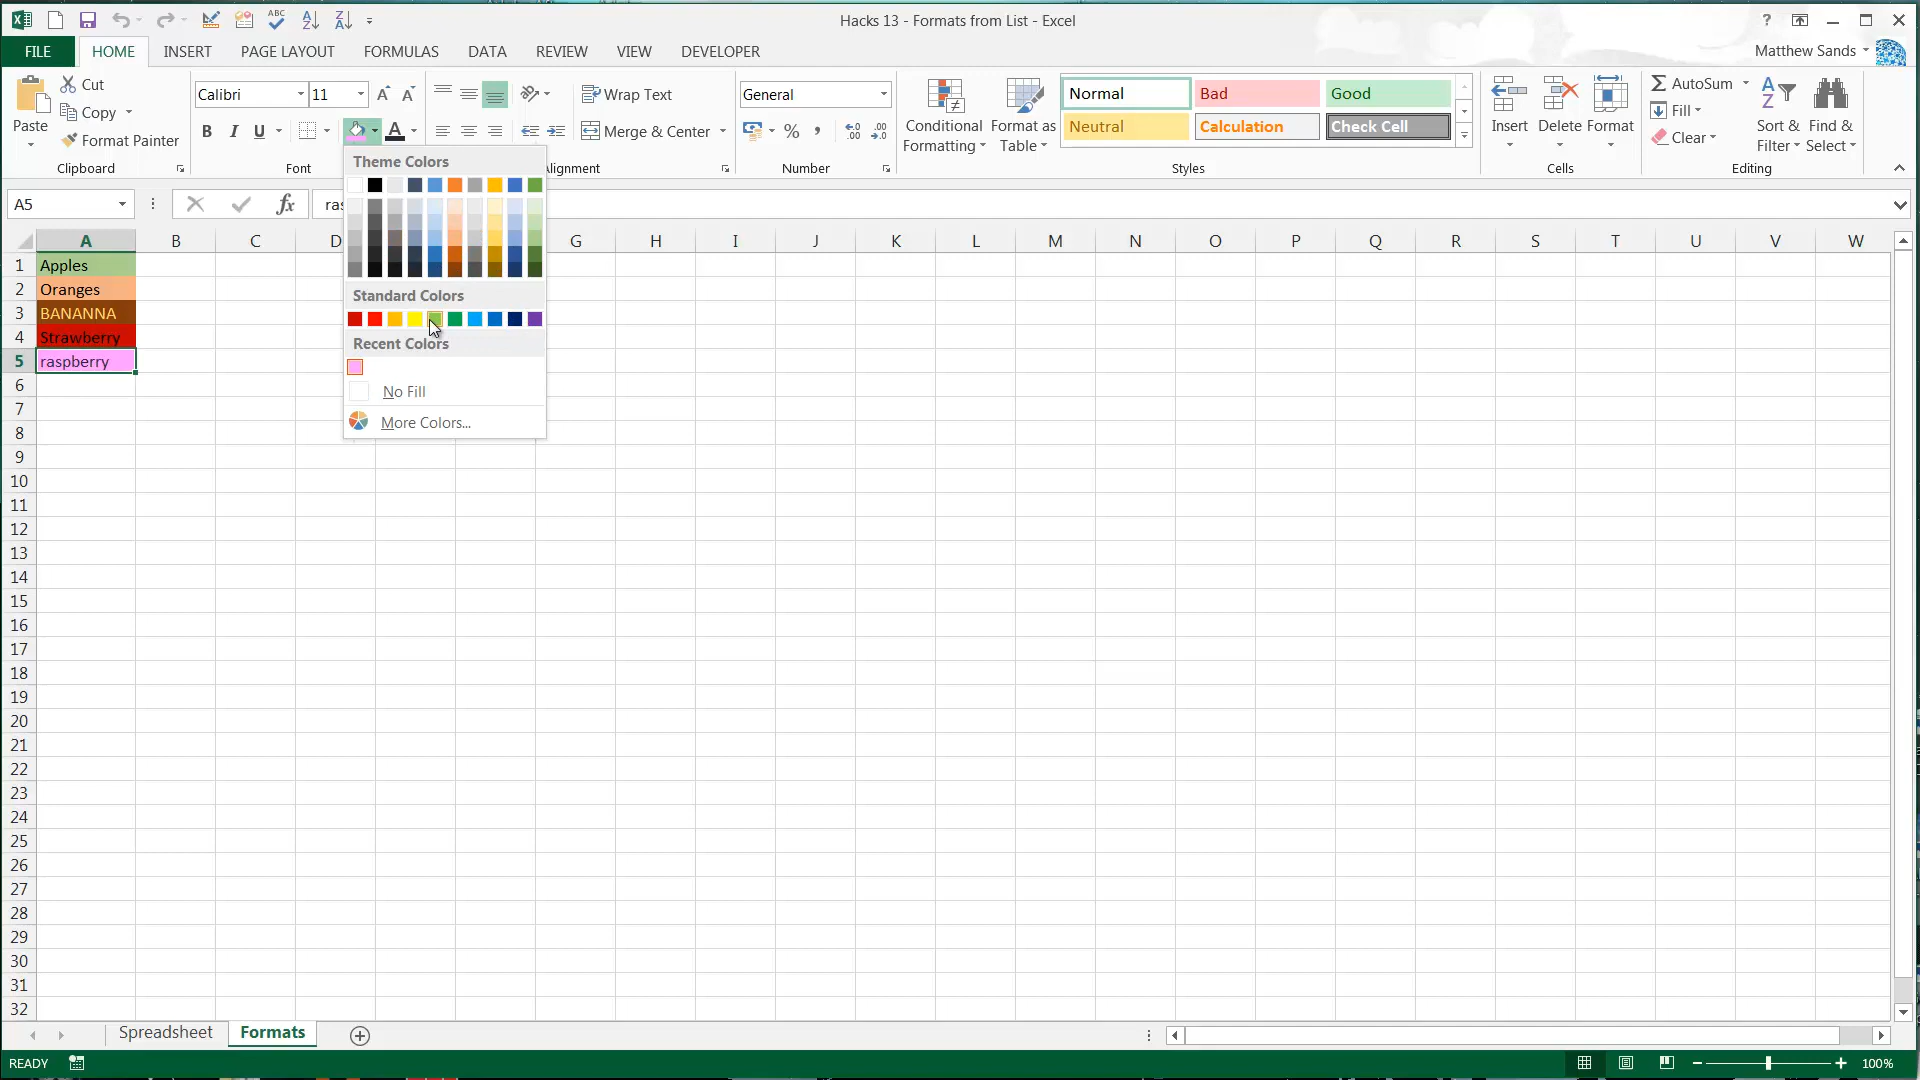 Hacks 13 - Formats from List - Excel
FILE HOME INSERT PAGE LAYOUT FORMULAS DATA REVIEW VIEW DEVELOPER Matthew Sands
Paste
Cut
Copy
Format Painter
Clipboard
Calibri 11
B I U A
Font
Wrap Text
Merge & Center
lignment
General
% ,
Number
Conditional Formatting
Format as Table
Normal Bad Good
Neutral Calculation Check Cell
Styles
Insert Delete Format
Cells
AutoSum
Fill
Clear
Sort & Filter
Find & Select
Editing
A5 fx ras
Theme Colors
Standard Colors
Recent Colors
No Fill
More Colors...
A B C D G H I J K L M N O P Q R S T U V W
1 Apples
2 Oranges
3 BANANNA
4 Strawberry
5 raspberry
6
7
8
9
10
11
12
13
14
15
16
17
18
19
20
21
22
23
24
25
26
27
28
29
30
31
32
Spreadsheet Formats
READY 100%